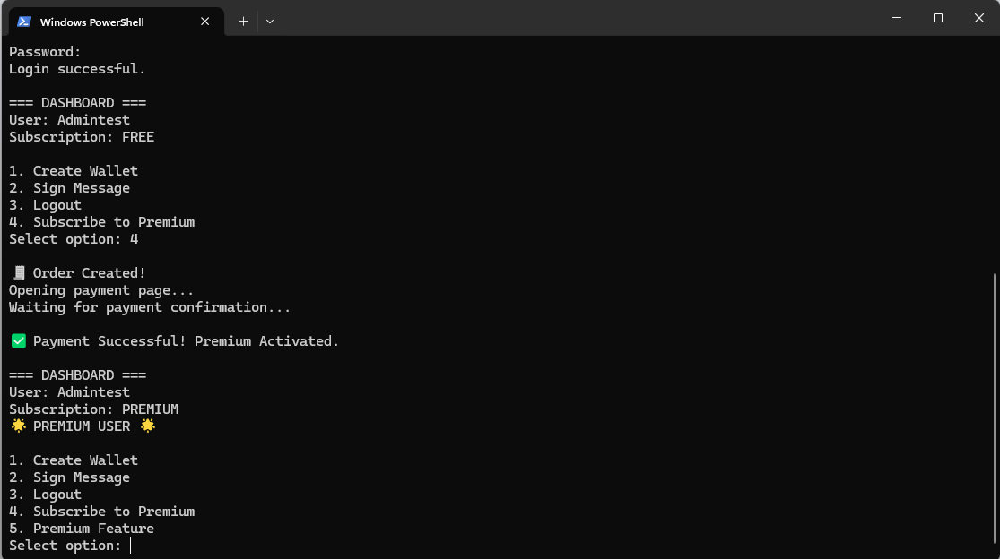 Windows PowerShell
Password:
Login successful.
=== DASHBOARD ===
User: Admintest
Subscription: FREE
1. Create Wallet
2. Sign Message
3. Logout
4. Subscribe to Premium
Select option: 4
🧾 Order Created!
Opening payment page...
Waiting for payment confirmation...
✅ Payment Successful! Premium Activated.
=== DASHBOARD ===
User: Admintest
Subscription: PREMIUM
🌟 PREMIUM USER 🌟
1. Create Wallet
2. Sign Message
3. Logout
4. Subscribe to Premium
5. Premium Feature
Select option: